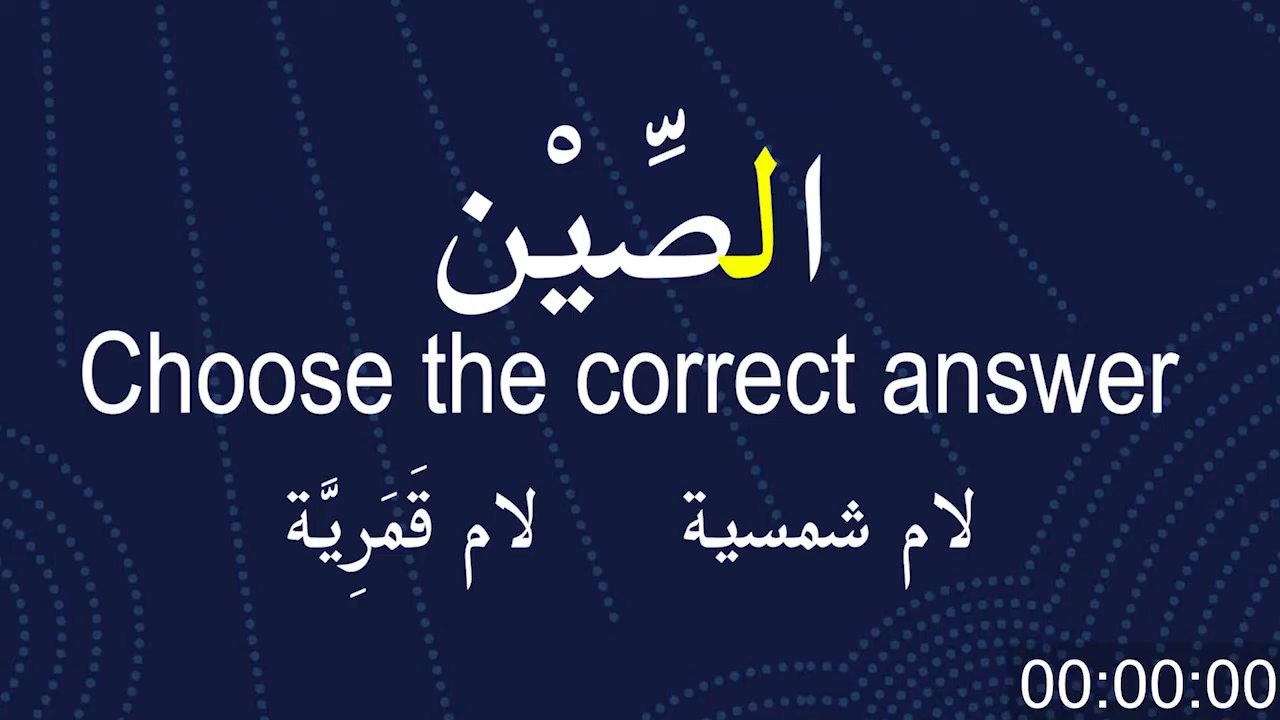 الصِّيْن
Choose the correct answer
لام شمسية لام قَمَرِيَّة
00:00:00